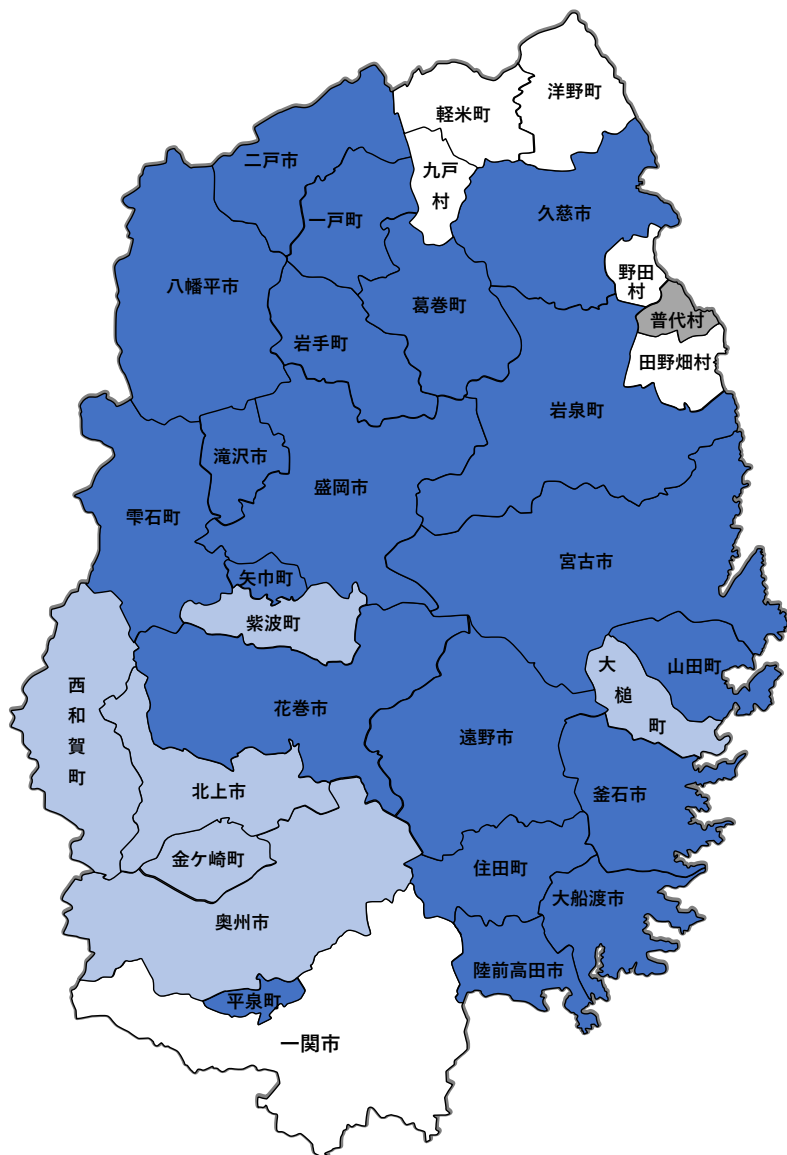 洋野町
軽米町
二戸市
九戸
村
一戸町
久慈市
野田
村
八幡平市
葛巻町
普代村
岩手町
田野畑村
岩泉町
滝沢市
盛岡市
雫石町
宮古市
矢巾町
紫波町
大
槌
町
山田町
西
和
賀
町
花巻市
遠野市
北上市
釜石市
金ケ崎町
住田町
大船渡市
奥州市
陸前高田市
平泉町
一関市